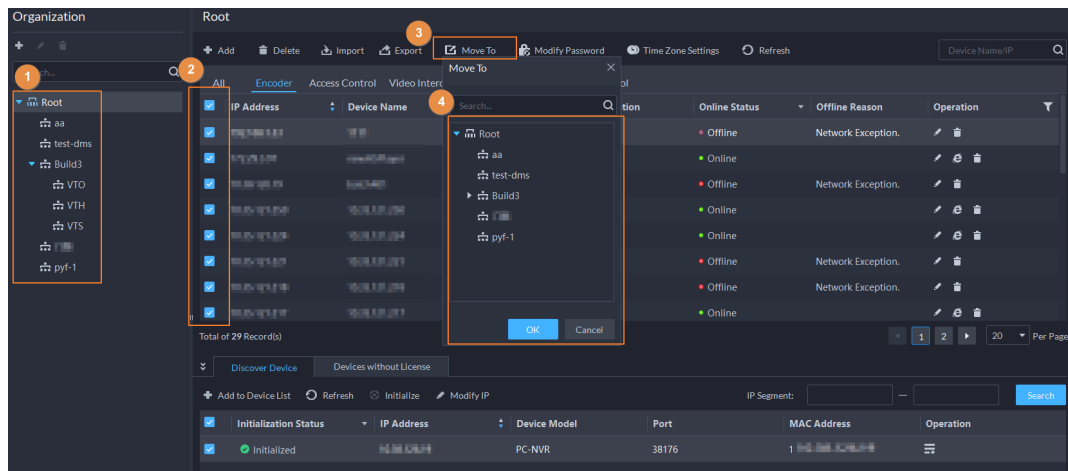 Organization
Root
3
Add Delete Import Export Move To Modify Password Time Zone Settings Refresh Device Name/IP
1
2
Move To
All Encoder Access Control Video Interc
Root
4
Search...
IP Address Device Name Online Status Offline Reason Operation
aa
Root
Offline Network Exception.
test-dms
aa
Online
Build3
test-dms
Offline Network Exception.
VTO
Build3
VTH
Online
VTS
pyf-1
Online
pyf-1
Offline Network Exception.
Offline Network Exception.
Online
OK Cancel
Total of 29 Record(s) 1 2 20 Per Page
Discover Device Devices without License
Add to Device List Refresh Initialize Modify IP IP Segment: — Search
Initialization Status IP Address Device Model Port MAC Address Operation
Initialized PC-NVR 38176 1